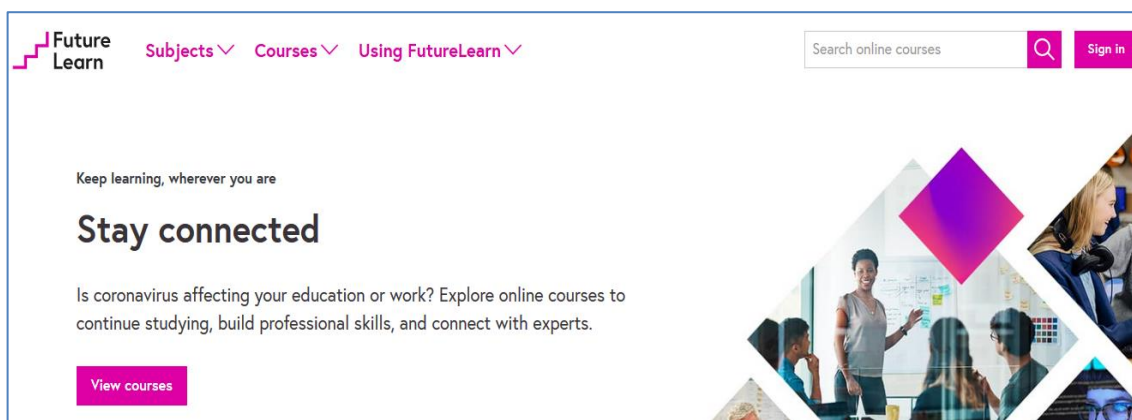 Future
Learn
Subjects
Courses
Using FutureLearn
Search online courses
Sign in
Keep learning, wherever you are
Stay connected
Is coronavirus affecting your education or work? Explore online courses to
continue studying, build professional skills, and connect with experts.
View courses